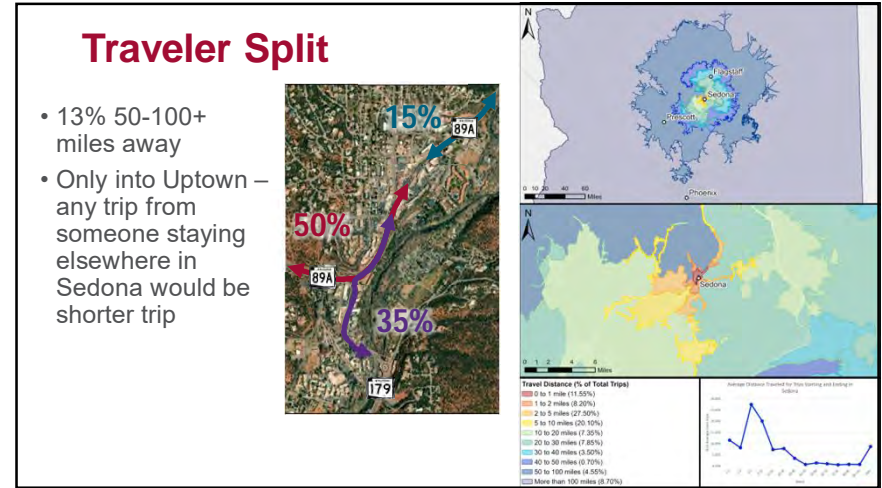 Traveler Split
• 13% 50-100+
miles away
• Only into Uptown –
any trip from
someone staying
elsewhere in
Sedona would be
shorter trip
15%
89A
50%
89A
35%
179
N
Flagstaff
Sedona
Prescott
Phoenix
0 10 20 40 60
Miles
N
Sedona
0 1 2 4 6
Miles
Travel Distance (% of Total Trips)
0 to 1 mile (11.55%)
1 to 2 miles (8.20%)
2 to 5 miles (27.50%)
5 to 10 miles (20.10%)
10 to 20 miles (7.35%)
20 to 30 miles (7.85%)
30 to 40 miles (3.50%)
40 to 50 miles (0.70%)
50 to 100 miles (4.55%)
More than 100 miles (8.70%)
Average Distance Travelled for Trips Starting and Ending in
Sedona